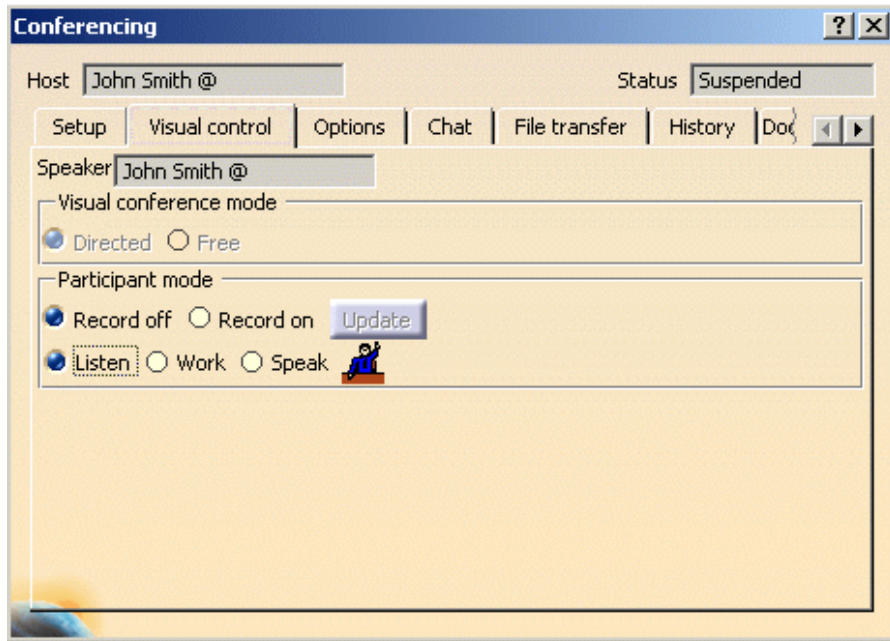 Conferencing
Host John Smith @ Status Suspended
Setup Visual control Options Chat File transfer History
Speaker John Smith @
Visual conference mode
Directed Free
Participant mode
Record off Record on Update
Listen Work Speak